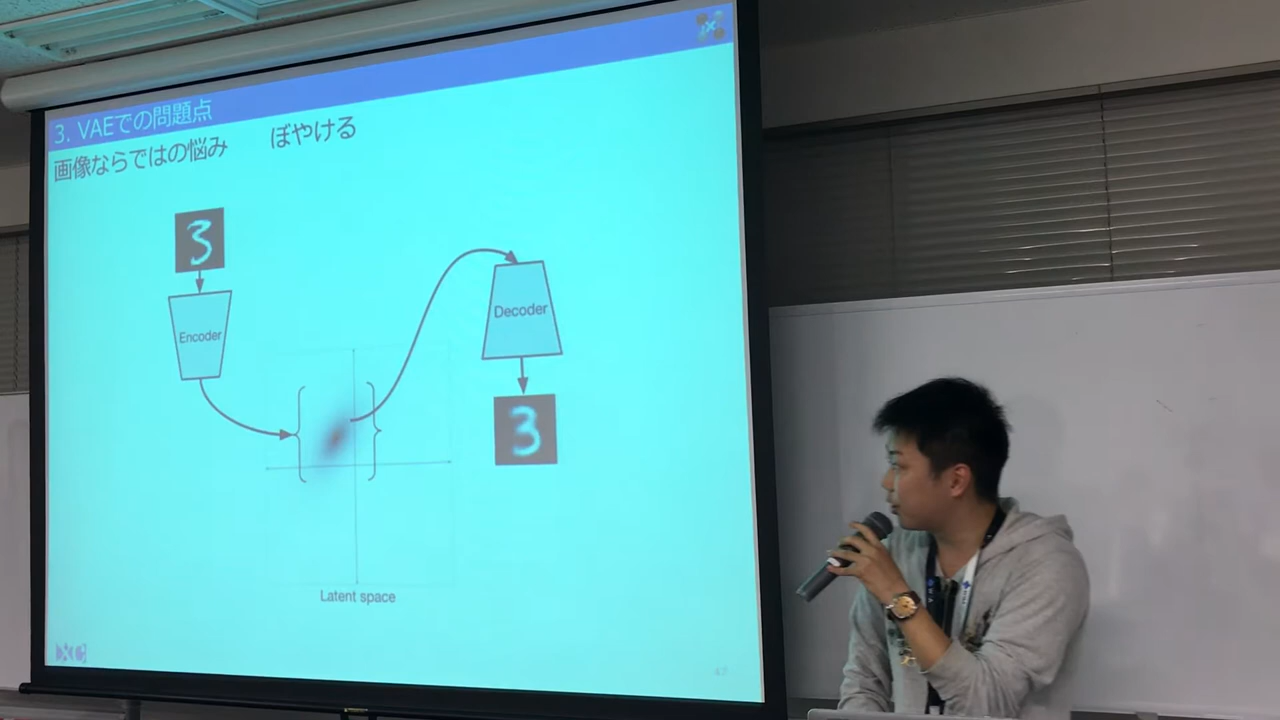 3. VAEでの問題点
画像ならではの悩み ぼやける
3
Encoder
Decoder
3
Latent space
47